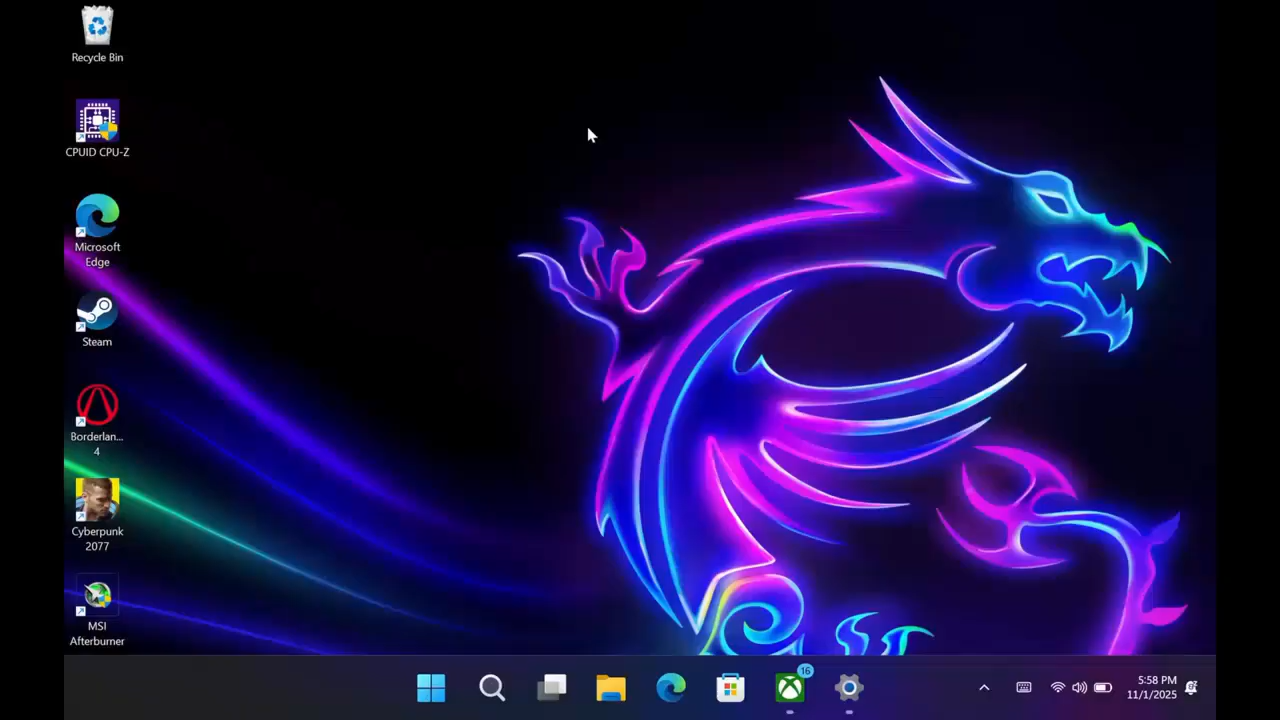 Recycle Bin
CPUID CPU-Z
Microsoft
Edge
Steam
Borderlan...
4
Cyberpunk
2077
MSI
Afterburner
16
5:58 PM
11/1/2025